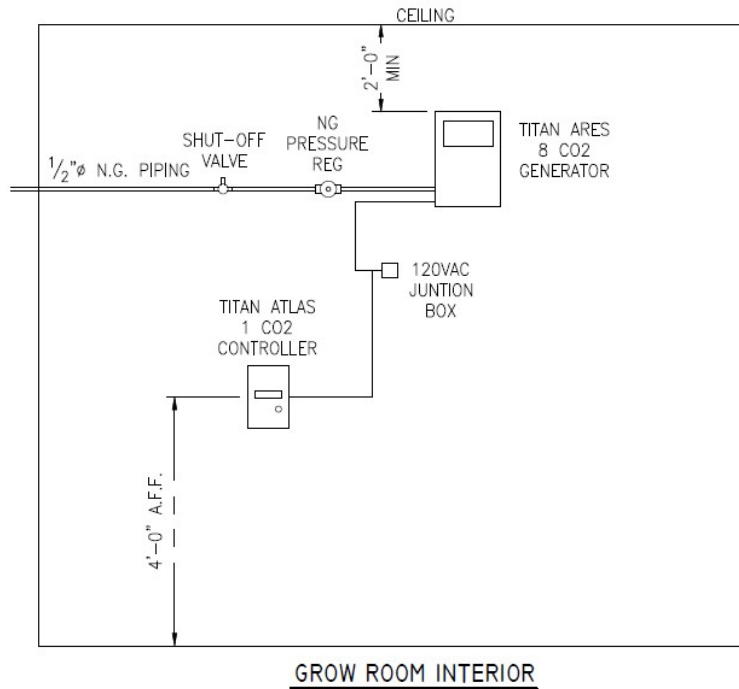 CEILING
2'-0"
MIN
SHUT-OFF
VALVE
NG
PRESSURE
REG
TITAN ARES
8 CO2
GENERATOR
1/2"ø N.G. PIPING
120VAC
JUNTION
BOX
TITAN ATLAS
1 CO2
CONTROLLER
4'-0" A.F.F.
GROW ROOM INTERIOR